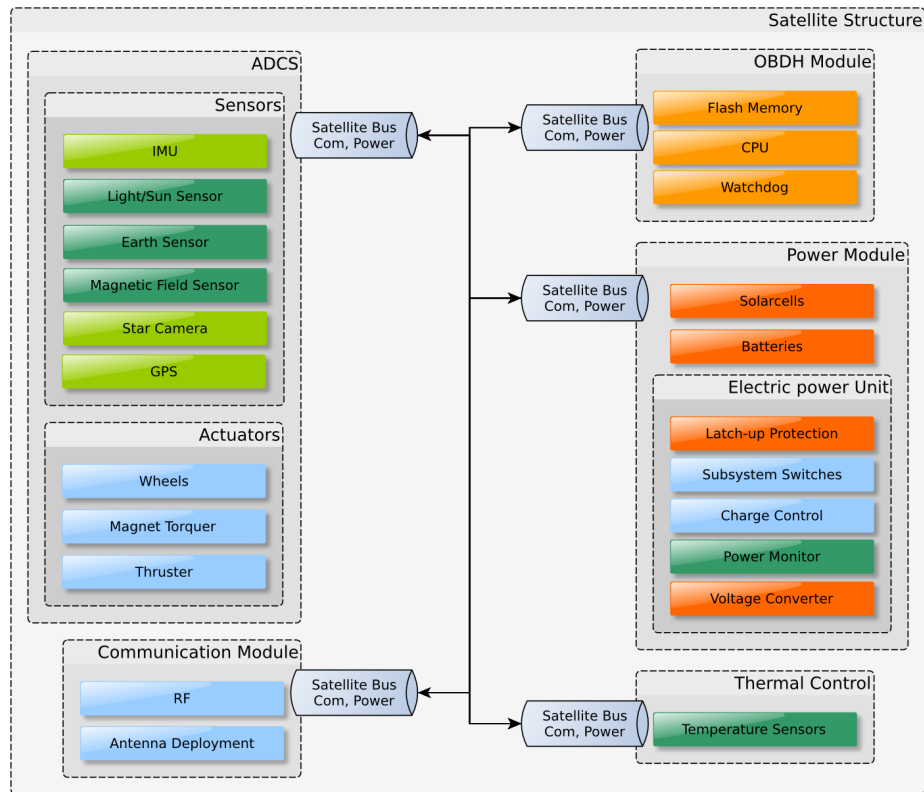 Satellite Structure
ADCS
Sensors
IMU
Light/Sun Sensor
Earth Sensor
Magnetic Field Sensor
Star Camera
GPS
Actuators
Wheels
Magnet Torquer
Thruster
Satellite Bus
Com, Power
Communication Module
RF
Antenna Deployment
Satellite Bus
Com, Power
OBDH Module
Satellite Bus
Com, Power
Flash Memory
CPU
Watchdog
Power Module
Satellite Bus
Com, Power
Solarcells
Batteries
Electric power Unit
Latch-up Protection
Subsystem Switches
Charge Control
Power Monitor
Voltage Converter
Thermal Control
Satellite Bus
Com, Power
Temperature Sensors